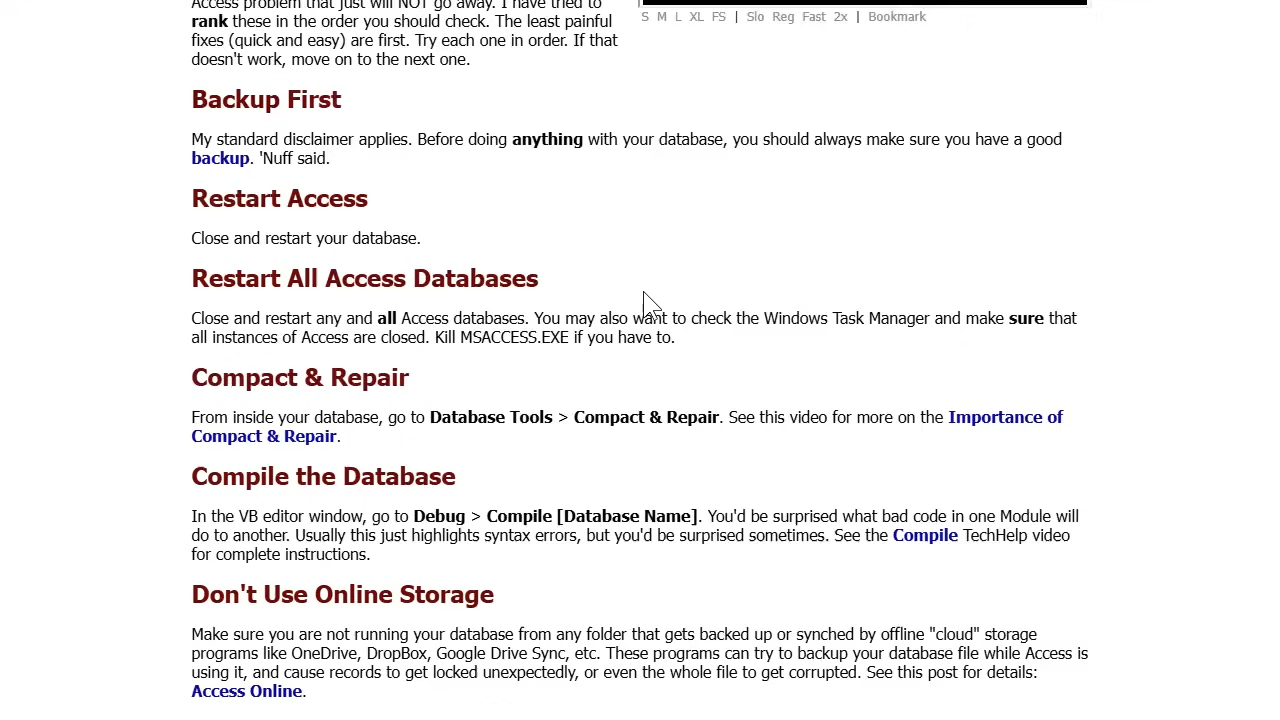 Access problem that just will NOT go away. I have tried to
rank these in the order you should check. The least painful
fixes (quick and easy) are first. Try each one in order. If that
doesn't work, move on to the next one.
S M L XL FS | Slo Reg Fast 2x | Bookmark
Backup First
My standard disclaimer applies. Before doing anything with your database, you should always make sure you have a good
backup. 'Nuff said.
Restart Access
Close and restart your database.
Restart All Access Databases
Close and restart any and all Access databases. You may also want to check the Windows Task Manager and make sure that
all instances of Access are closed. Kill MSACCESS.EXE if you have to.
Compact & Repair
From inside your database, go to Database Tools > Compact & Repair. See this video for more on the Importance of
Compact & Repair.
Compile the Database
In the VB editor window, go to Debug > Compile [Database Name]. You'd be surprised what bad code in one Module will
do to another. Usually this just highlights syntax errors, but you'd be surprised sometimes. See the Compile TechHelp video
for complete instructions.
Don't Use Online Storage
Make sure you are not running your database from any folder that gets backed up or synched by offline "cloud" storage
programs like OneDrive, DropBox, Google Drive Sync, etc. These programs can try to backup your database file while Access is
using it, and cause records to get locked unexpectedly, or even the whole file to get corrupted. See this post for details:
Access Online.